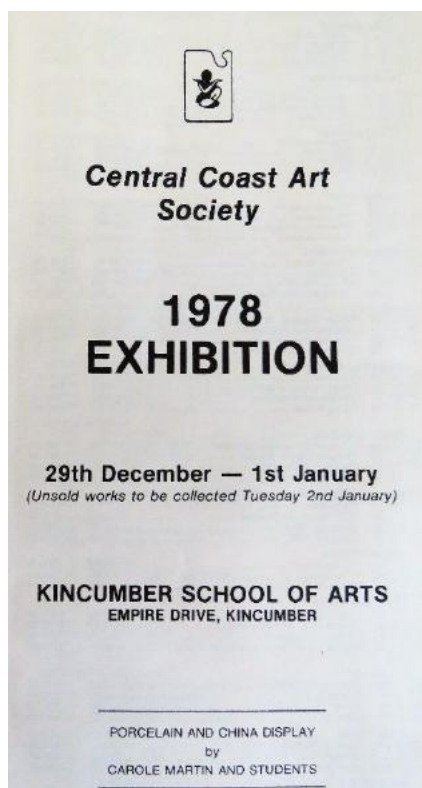 Central Coast Art
Society
1978
EXHIBITION
29th December — 1st January
(Unsold works to be collected Tuesday 2nd January)
KINCUMBER SCHOOL OF ARTS
EMPIRE DRIVE, KINCUMBER
PORCELAIN AND CHINA DISPLAY
by
CAROLE MARTIN AND STUDENTS